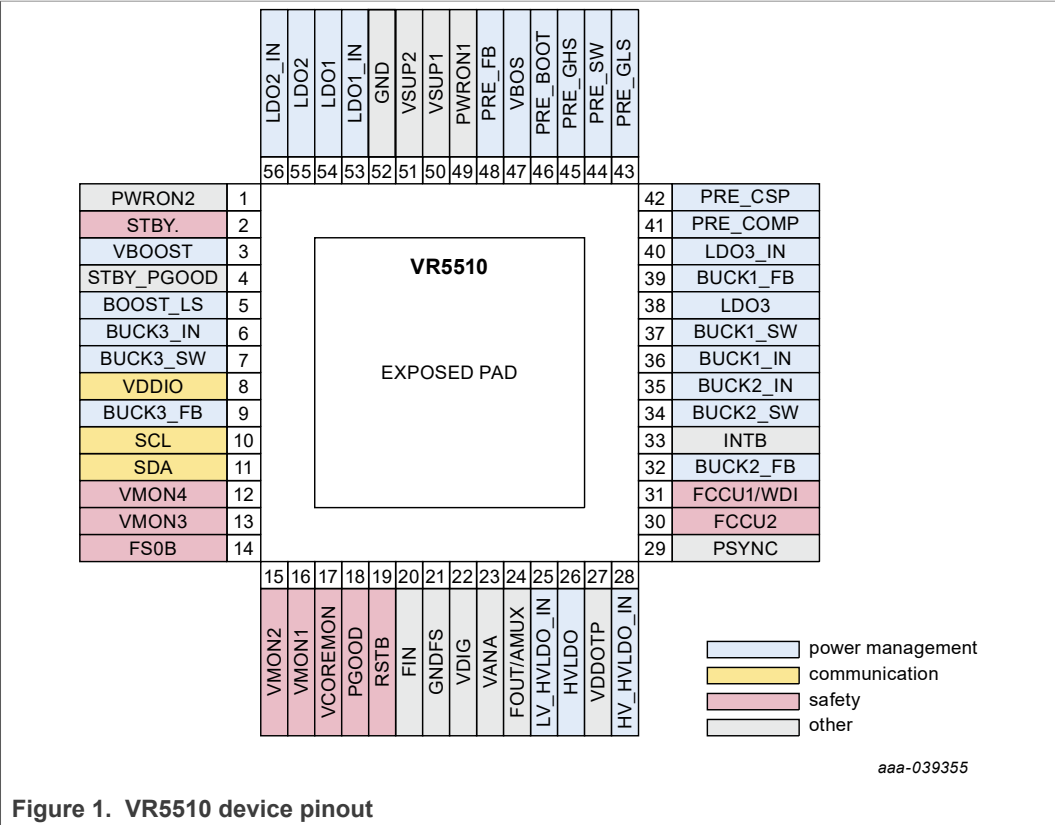 LDO2_IN
LDO2
LDO1
LDO1_IN
GND
VSUP2
VSUP1
PWRON1
PRE_FB
VBOS
PRE_BOOT
PRE_GHS
PRE_SW
PRE_GLS
56 55 54 53 52 51 50 49 48 47 46 45 44 43
PWRON2 1
STBY. 2
VBOOST 3
STBY_PGOOD 4
BOOST_LS 5
BUCK3_IN 6
BUCK3_SW 7
VDDIO 8
BUCK3_FB 9
SCL 10
SDA 11
VMON4 12
VMON3 13
FS0B 14
VR5510
EXPOSED PAD
42 PRE_CSP
41 PRE_COMP
40 LDO3_IN
39 BUCK1_FB
38 LDO3
37 BUCK1_SW
36 BUCK1_IN
35 BUCK2_IN
34 BUCK2_SW
33 INTB
32 BUCK2_FB
31 FCCU1/WDI
30 FCCU2
29 PSYNC
15 16 17 18 19 20 21 22 23 24 25 26 27 28
VMON2
VMON1
VCOREMON
PGOOD
RSTB
FIN
GNDFS
VDIG
VANA
FOUT/AMUX
LV_HVLDO_IN
HVLDO
VDDOTP
HV_HVLDO_IN
power management
communication
safety
other
aaa-039355
Figure 1. VR5510 device pinout